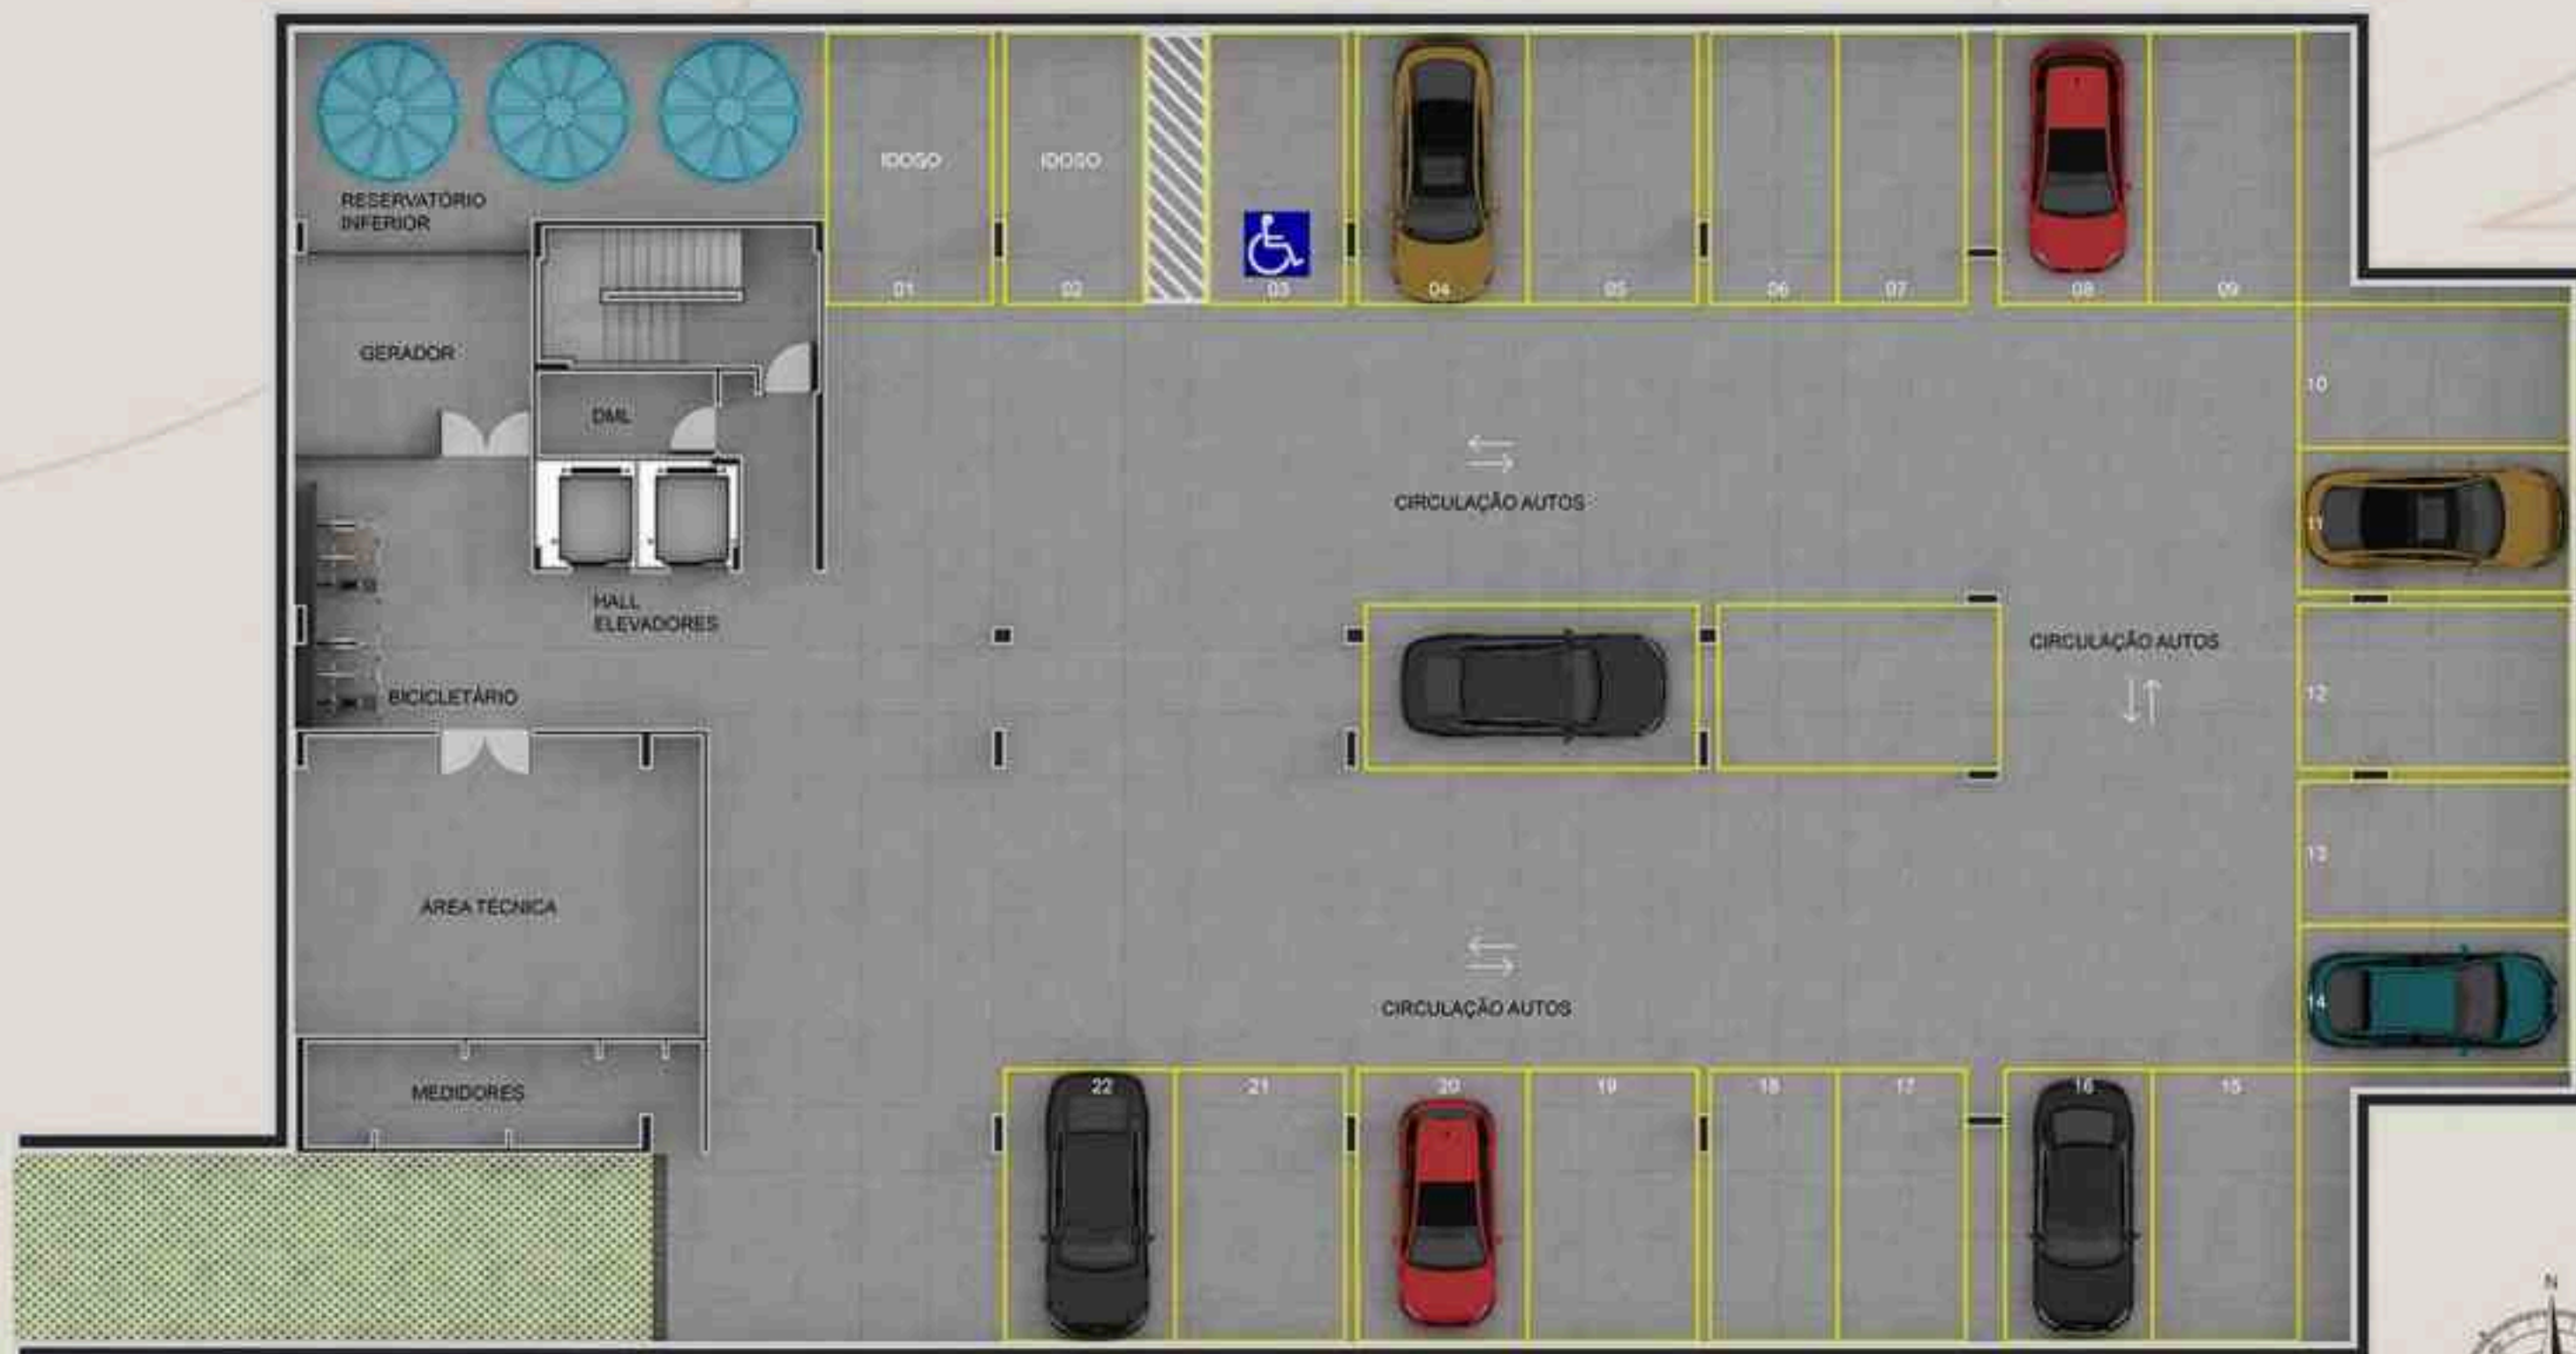 IDOSO
IDOSO
RESERVATÓRIO
INFERIOR
01
02
03
04
05
06
07
08
09
GERADOR
10
DML
CIRCULAÇÃO AUTOS
11
HALL
ELEVADORES
CIRCULAÇÃO AUTOS
BICICLETÁRIO
12
13
ÁREA TÉCNICA
14
CIRCULAÇÃO AUTOS
MEDIDORES
22
21
20
19
18
17
16
15
N